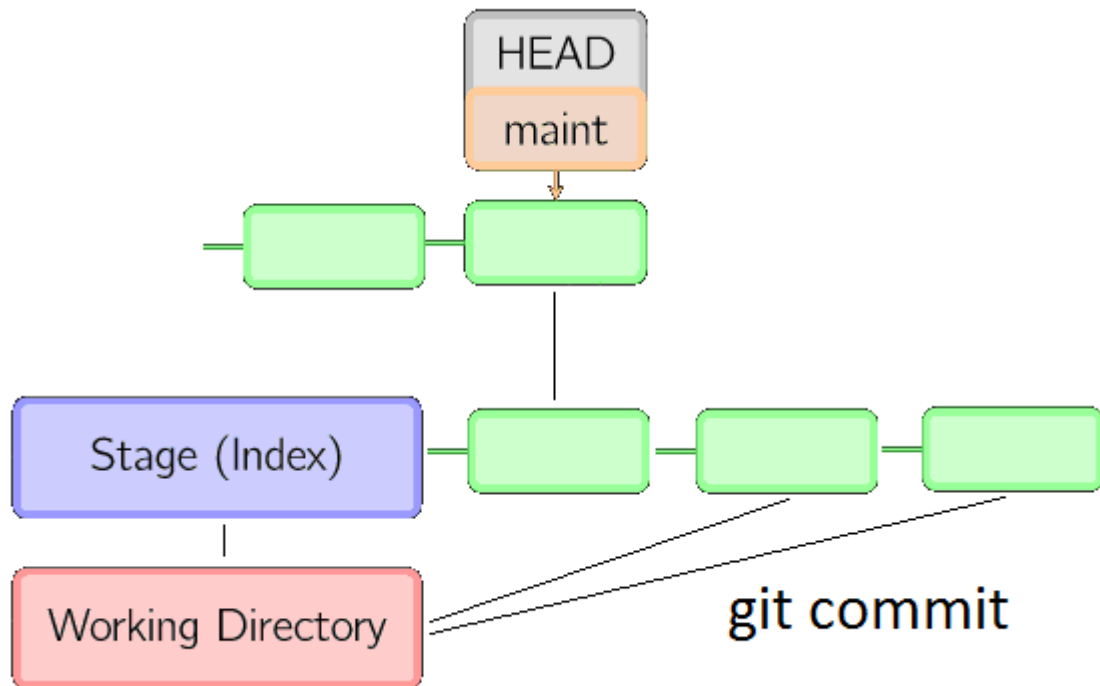 HEAD
maint
Stage (Index)
Working Directory
git commit